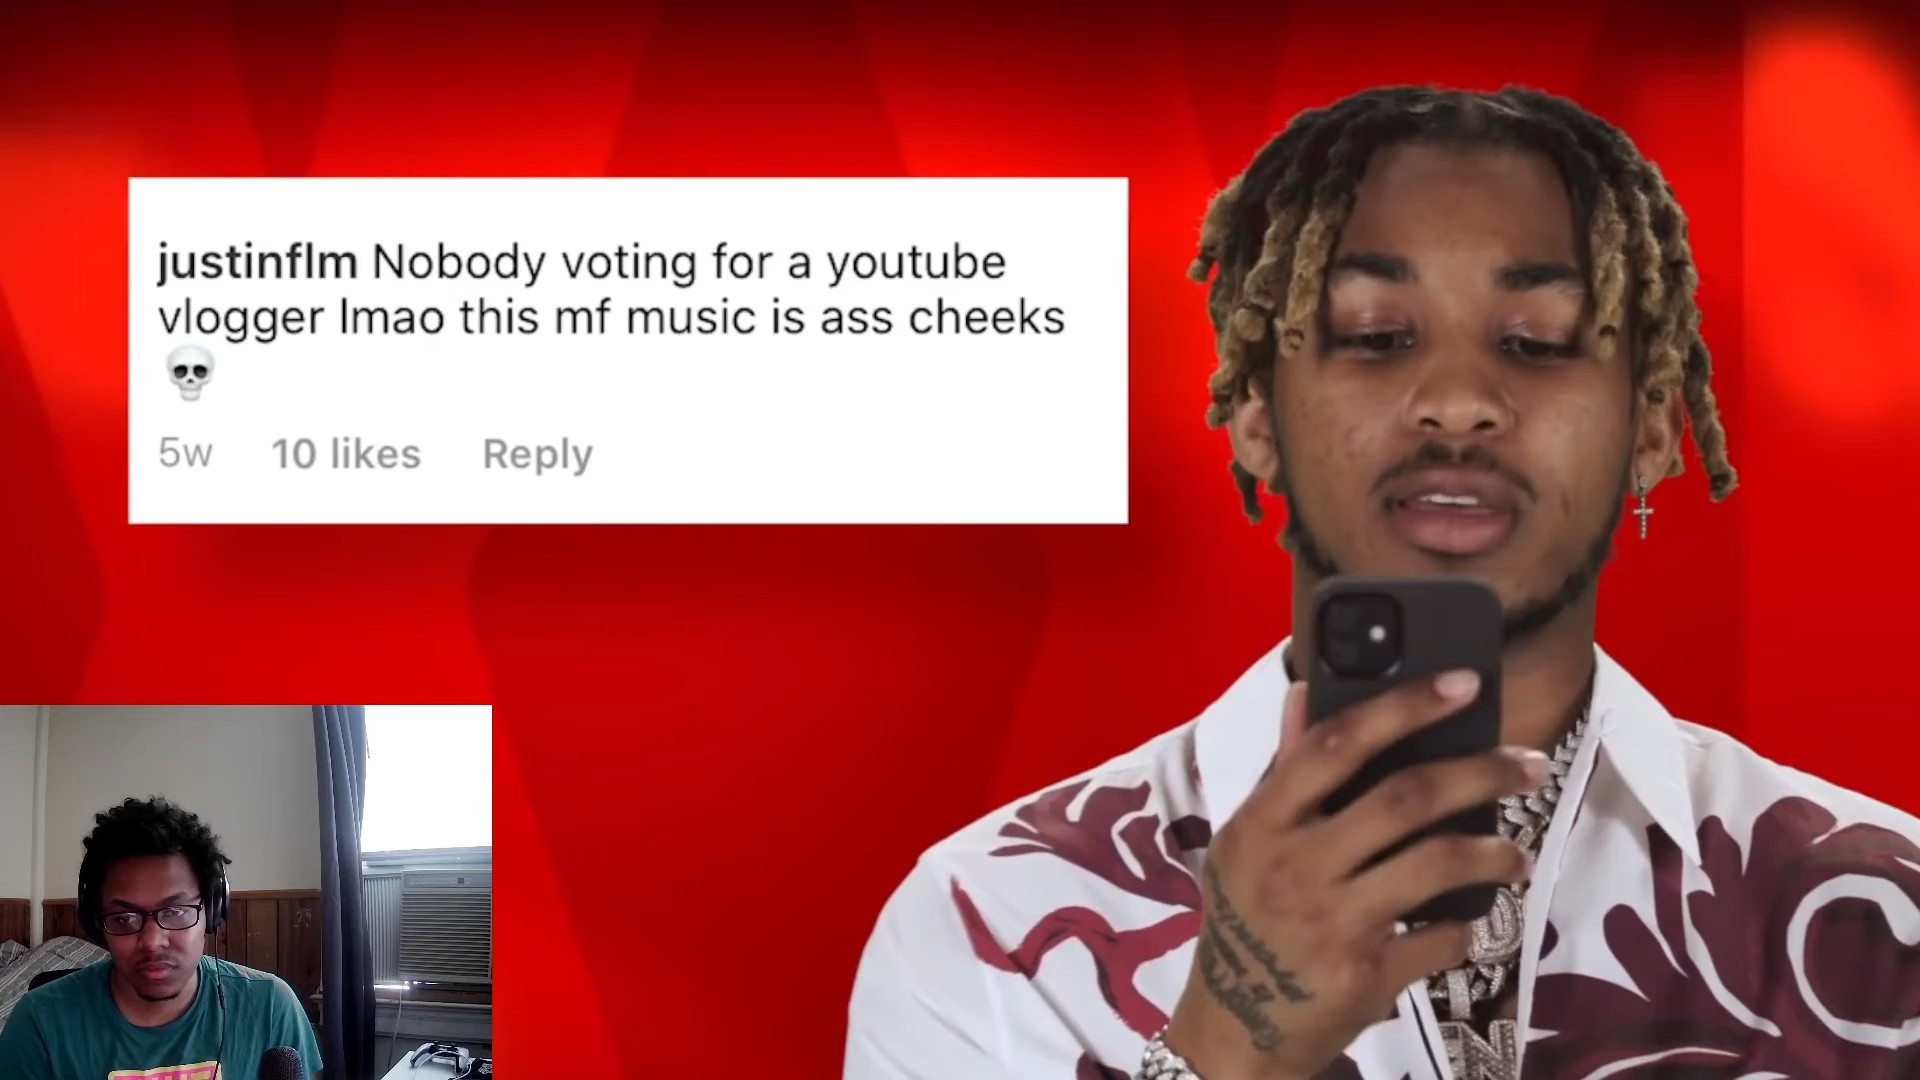 justinflm Nobody voting for a youtube
vlogger lmao this mf music is ass cheeks
💀
5w 10 likes Reply